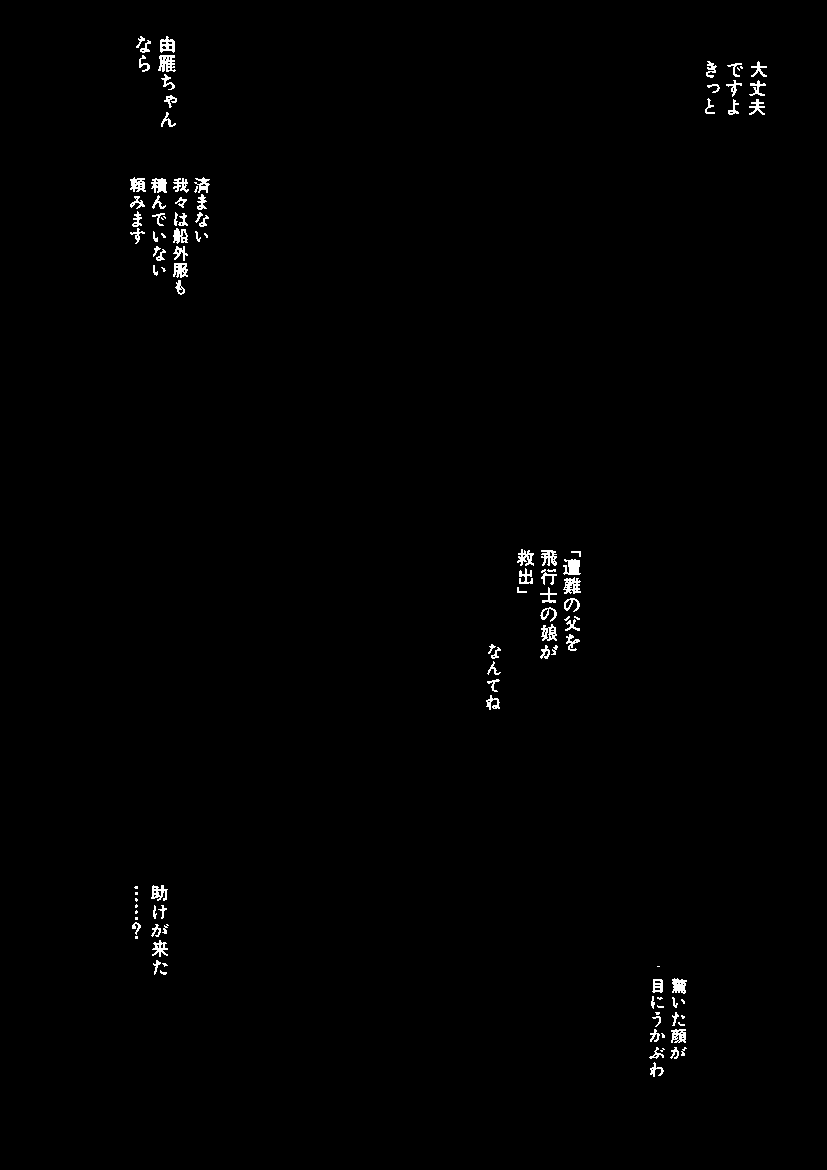 大丈夫
ですよ
きっと
由雁ちゃん
なら
済まない
我々は船外服も
積んでいない
頼みます
「遭難の父を
飛行士の娘が
救出」
なんてね
驚いた顔が
目にうかぶわ
助けが来た
……？